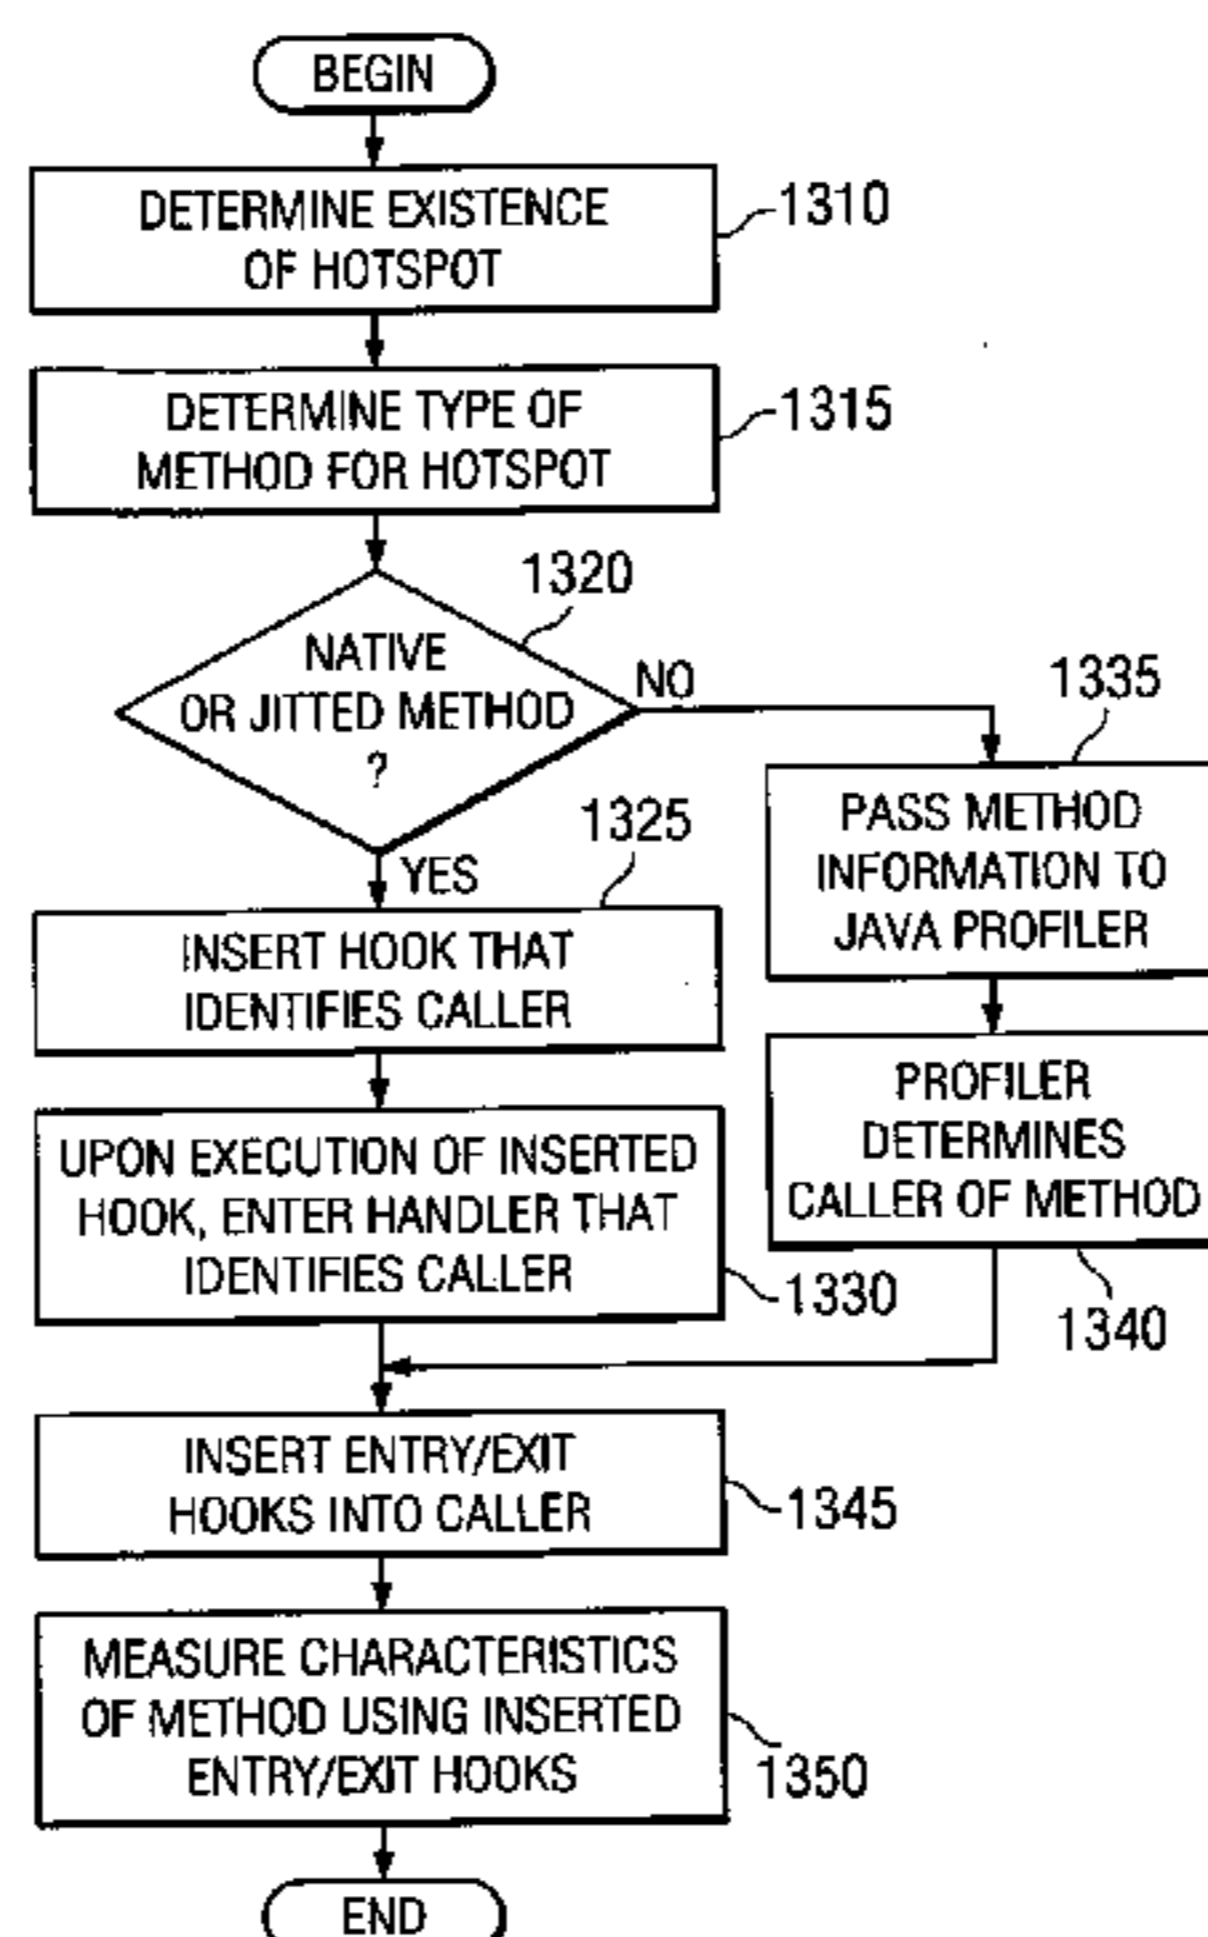 BEGIN
DETERMINE EXISTENCE
OF HOTSPOT
1310
DETERMINE TYPE OF
METHOD FOR HOTSPOT
1315
1320
NATIVE
OR JITTED METHOD
?
NO
YES
1325
INSERT HOOK THAT
IDENTIFIES CALLER
1335
PASS METHOD
INFORMATION TO
JAVA PROFILER
UPON EXECUTION OF INSERTED
HOOK, ENTER HANDLER THAT
IDENTIFIES CALLER
1330
PROFILER
DETERMINES
CALLER OF METHOD
1340
INSERT ENTRY/EXIT
HOOKS INTO CALLER
1345
MEASURE CHARACTERISTICS
OF METHOD USING INSERTED
ENTRY/EXIT HOOKS
1350
END